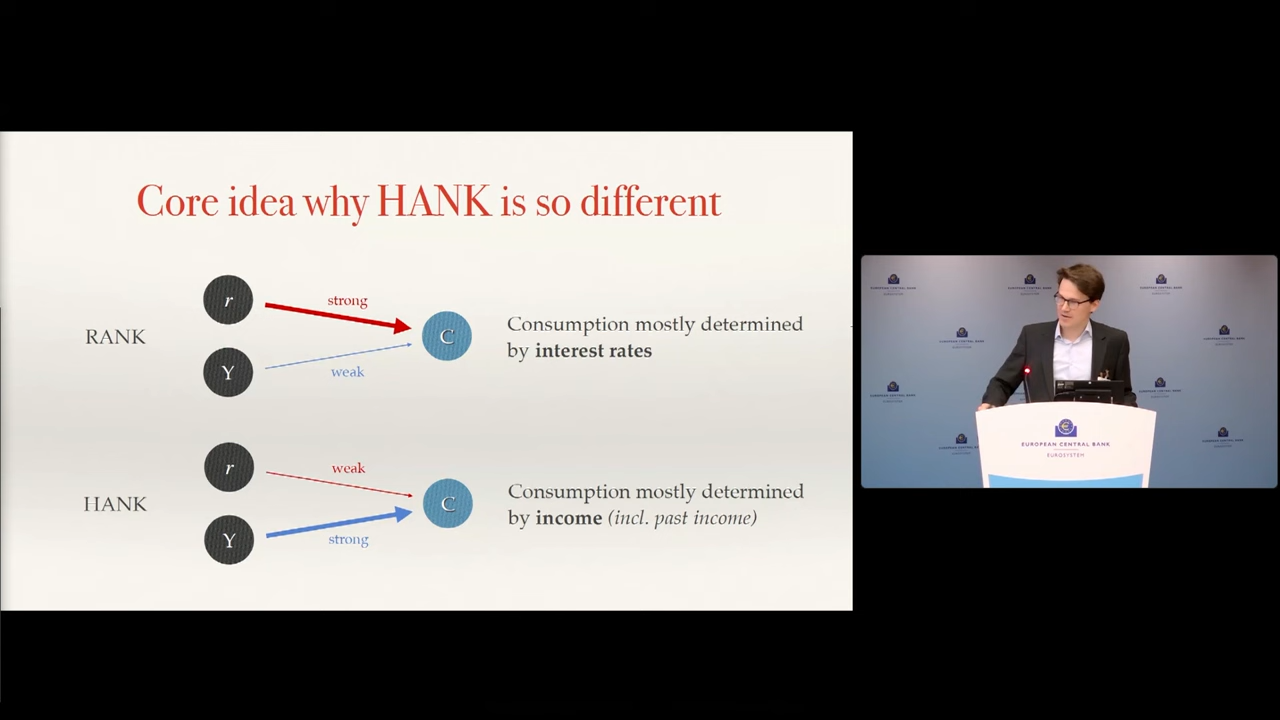 Core idea why HANK is so different
RANK
r
Y
strong
weak
C
Consumption mostly determined
by interest rates
HANK
r
Y
weak
strong
C
Consumption mostly determined
by income (incl. past income)
EUROPEAN CENTRAL BANK
EUROSYSTEM